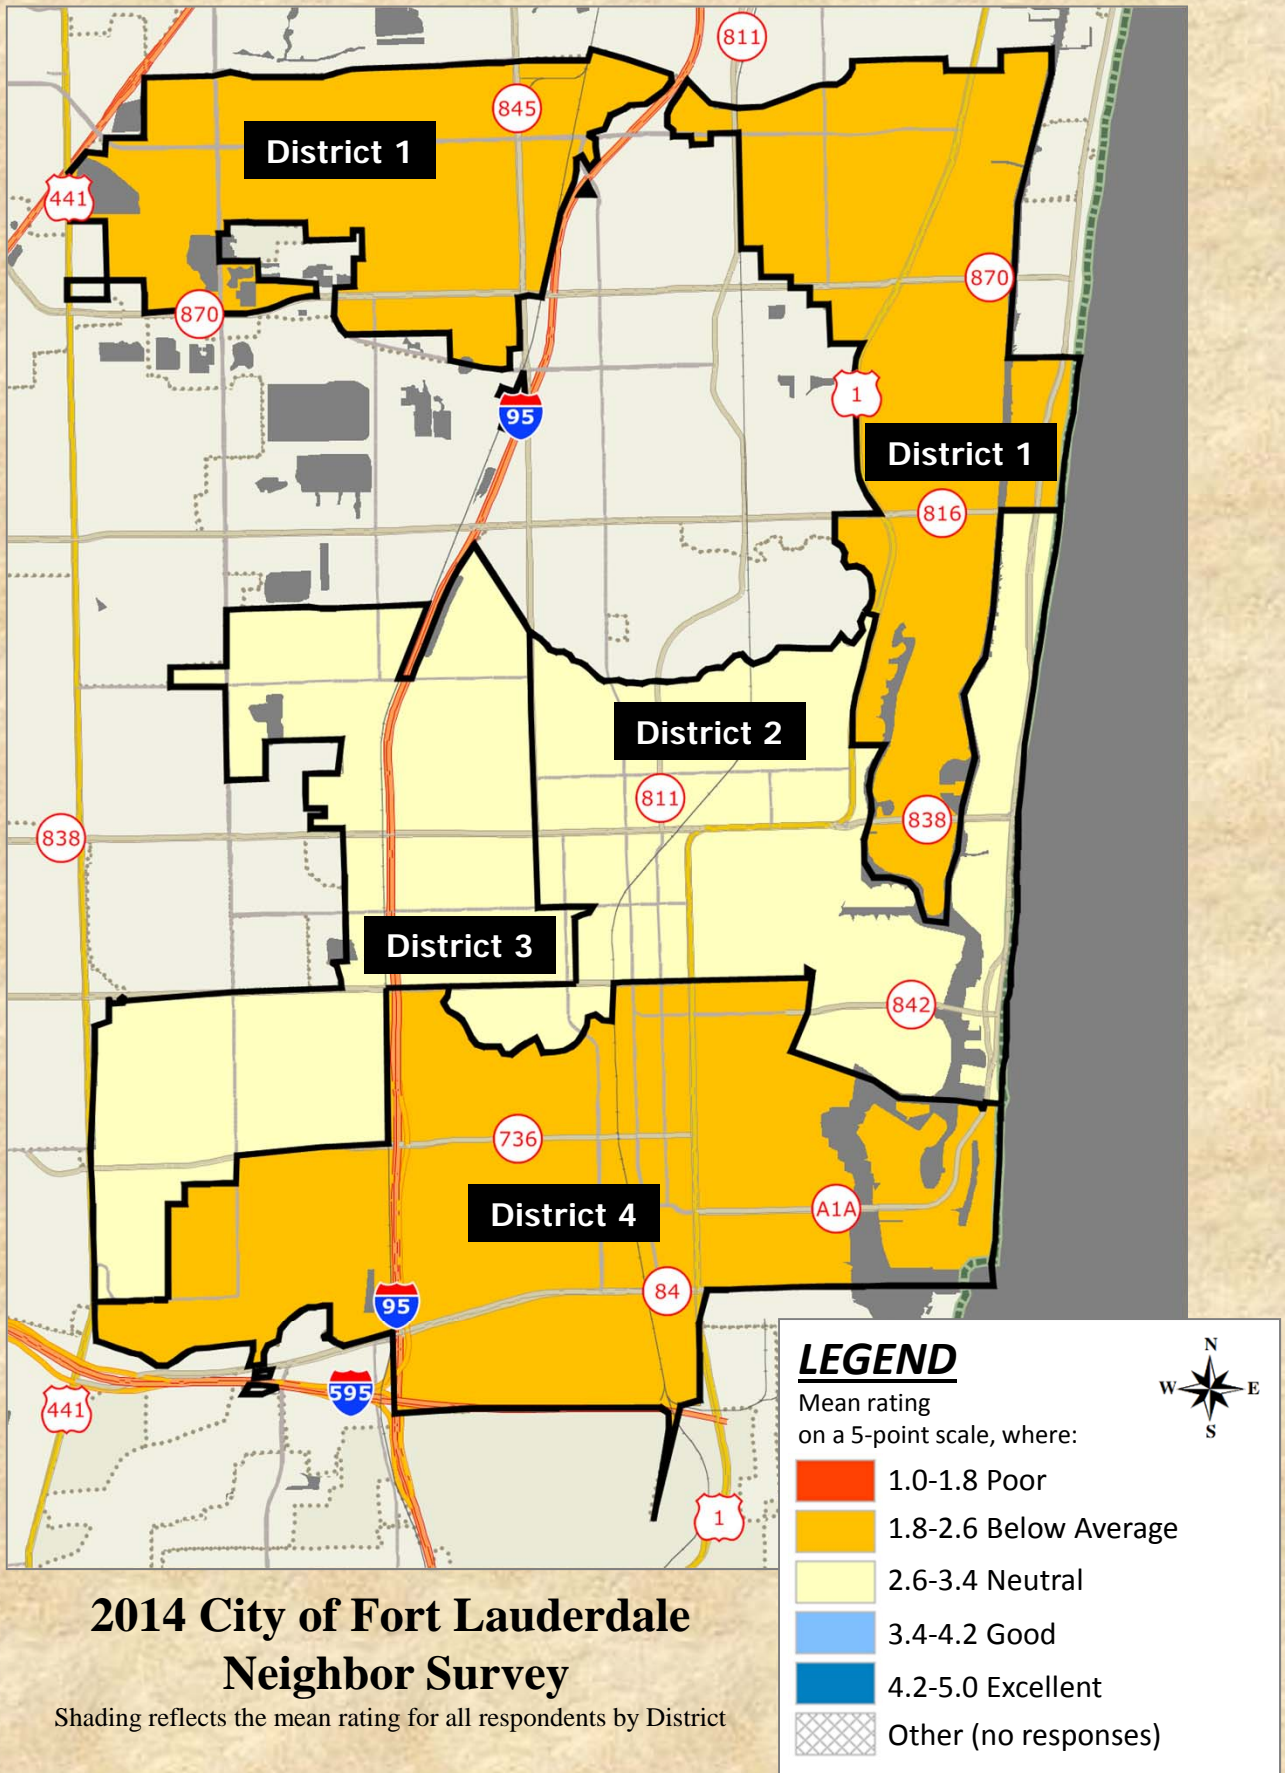 811
845
District 1
441
870
870
95
1
District 1
816
District 2
811
838
838
District 3
842
736
District 4
A1A
84
95
595
441
1
LEGEND
N
W E
S
Mean rating
on a 5-point scale, where:
1.0-1.8 Poor
1.8-2.6 Below Average
2.6-3.4 Neutral
3.4-4.2 Good
4.2-5.0 Excellent
Other (no responses)
2014 City of Fort Lauderdale
Neighbor Survey
Shading reflects the mean rating for all respondents by District